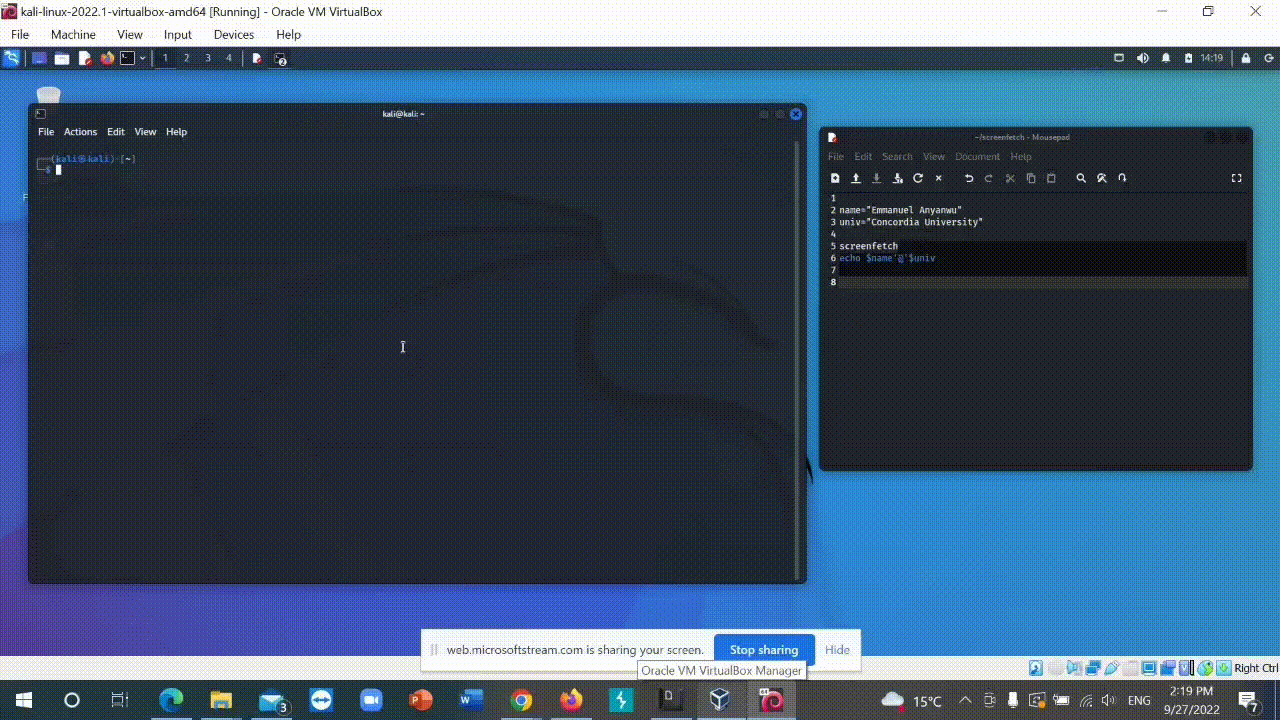 kali-linux-2022.1-virtualbox-amd64 [Running] - Oracle VM VirtualBox
File Machine View Input Devices Help
1 2 3 4 2 14:19
kali@kali: ~
File Actions Edit View Help
(kali㉿kali)-[~]
$
~/screenfetch - Mousepad
File Edit Search View Document Help
1
2 name="Emmanuel Anyanwu"
3 univ="Concordia University"
4
5 screenfetch
6 echo $name'@'$univ
7
8
F
web.microsoftstream.com is sharing your screen. Stop sharing Hide
Oracle VM VirtualBox Manager
Right Ctrl
3 15°C ENG 2:19 PM
9/27/2022 7